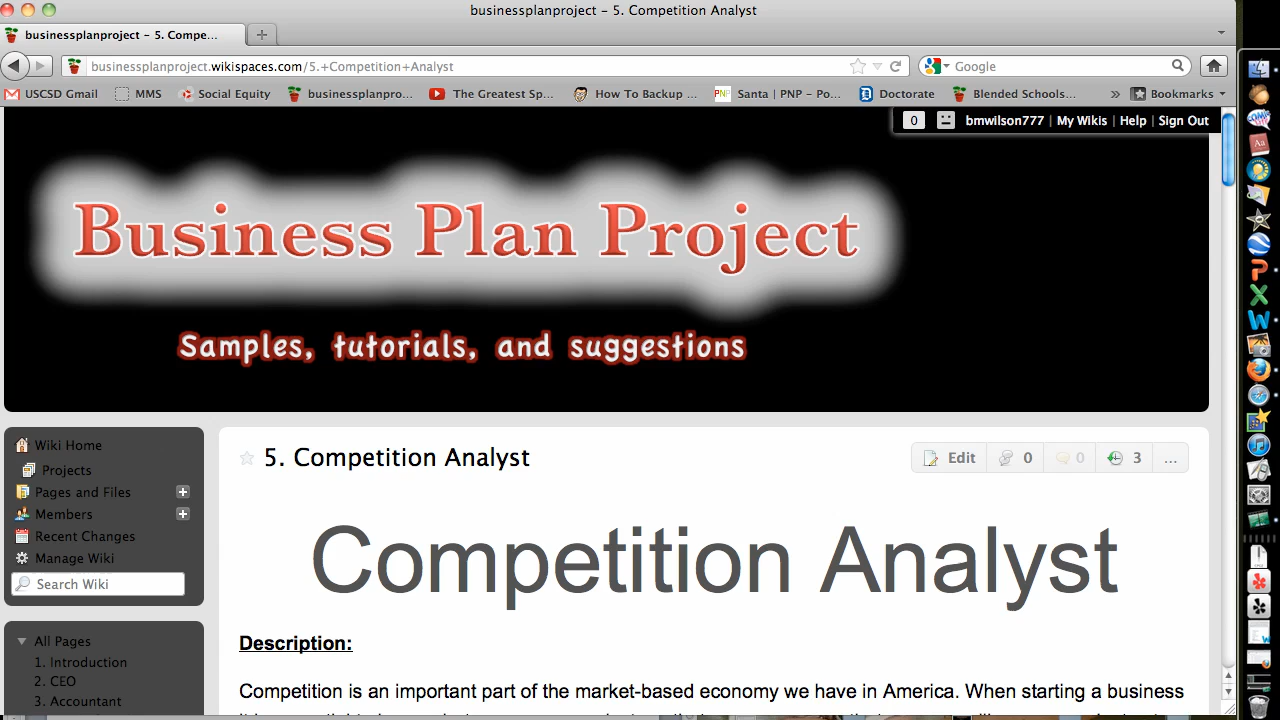 businessplanproject – 5. Competition Analyst
businessplanproject – 5. Compe...
businessplanproject.wikispaces.com/5.+Competition+Analyst
Google
USCSD Gmail
MMS
Social Equity
businessplanpro...
The Greatest Sp...
How To Backup ...
Santa | PNP – Po...
Doctorate
Blended Schools...
»
Bookmarks
0
bmwilson777 | My Wikis | Help | Sign Out
Business Plan Project
Samples, tutorials, and suggestions
Wiki Home
Projects
Pages and Files
Members
Recent Changes
Manage Wiki
Search Wiki
All Pages
1. Introduction
2. CEO
3. Accountant
5. Competition Analyst
Edit
0
0
3
...
Competition Analyst
Description:
Competition is an important part of the market-based economy we have in America. When starting a business